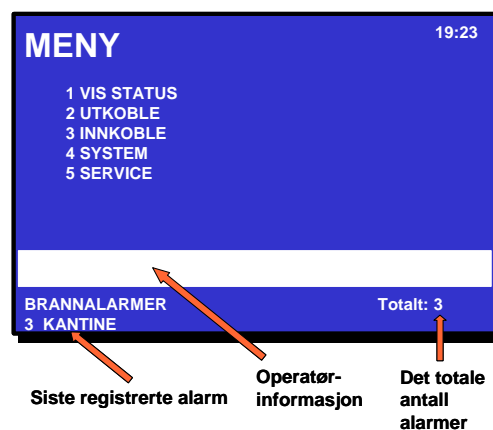 MENY
19:23
1 VIS STATUS
2 UTKOBLE
3 INNKOBLE
4 SYSTEM
5 SERVICE
BRANNALARMER
Totalt: 3
3 KANTINE
Siste registrerte alarm
Operatør-
informasjon
Det totale
antall
alarmer